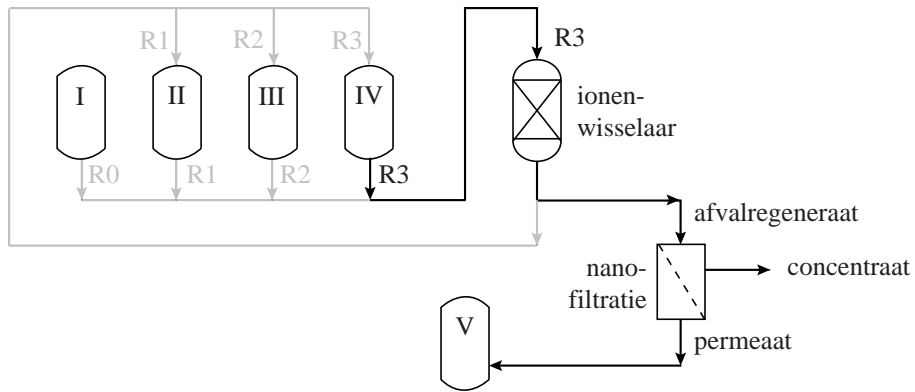 R1 R2 R3 R3
I II III IV
ionen-
wisselaar
R0 R1 R2 R3
afvalregeneraat
nano-
filtratie
concentraat
V
permeaat